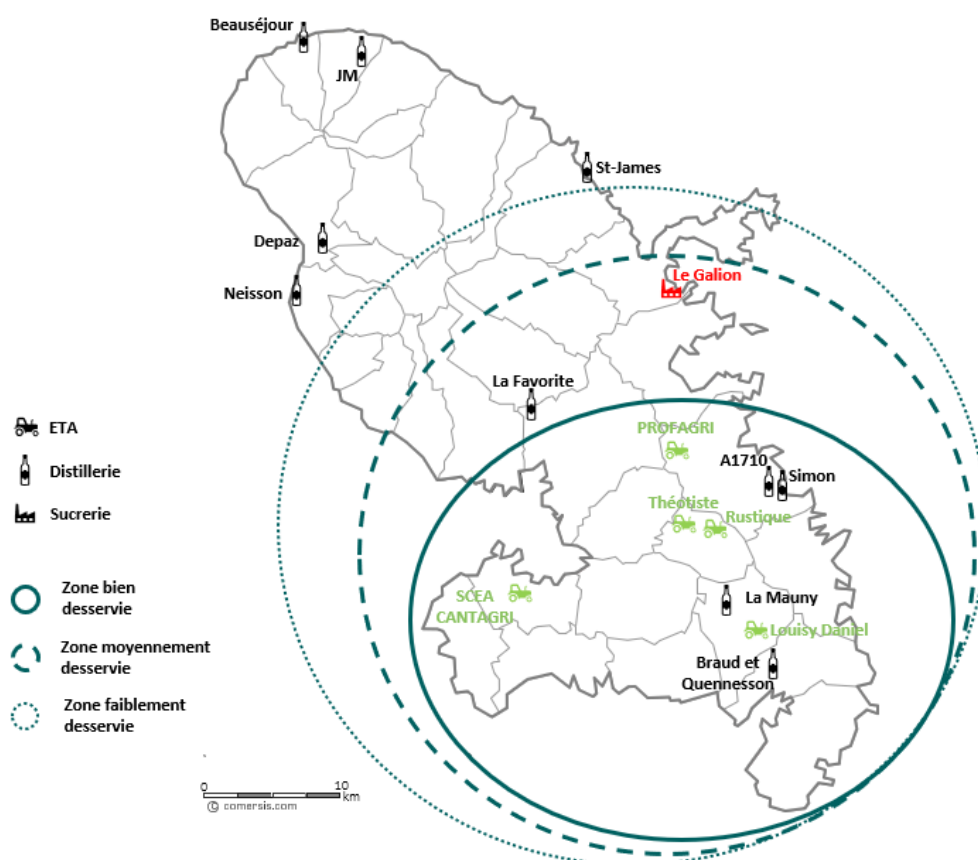 Beauséjour
JM
St-James
Depaz
Le Galion
Neisson
La Favorite
ETA
PROFAGRI
A1710
Simon
Distillerie
Théotiste
Rustique
Sucrerie
Zone bien
desservie
SCEA
CANTAGRI
La Mauny
Louisy Daniel
Zone moyennement
desservie
Braud et
Quennesson
Zone faiblement
desservie
0 10
km
© comersis.com